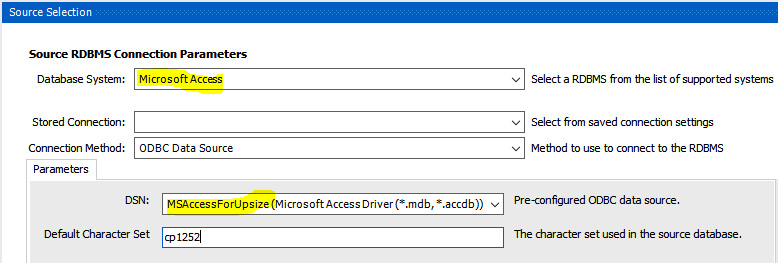 Source Selection
Source RDBMS Connection Parameters
Database System: Microsoft Access Select a RDBMS from the list of supported systems
Stored Connection: Select from saved connection settings
Connection Method: ODBC Data Source Method to use to connect to the RDBMS
Parameters
DSN: MSAccessForUpsize (Microsoft Access Driver (*.mdb, *.accdb)) Pre-configured ODBC data source.
Default Character Set cp1252 The character set used in the source database.